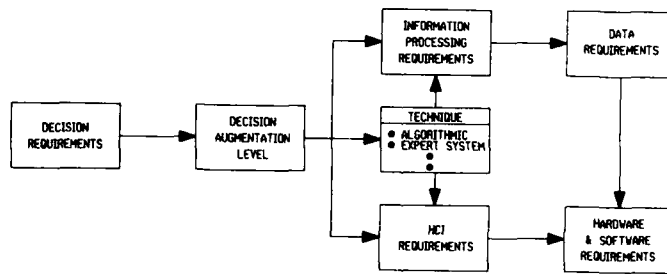 DECISION
REQUIREMENTS
DECISION
AUGMENTATION
LEVEL
INFORMATION
PROCESSING
REQUIREMENTS
TECHNIQUE
● ALGORITHMIC
● EXPERT SYSTEM
●
●
HCI
REQUIREMENTS
DATA
REQUIREMENTS
HARDWARE
& SOFTWARE
REQUIREMENTS